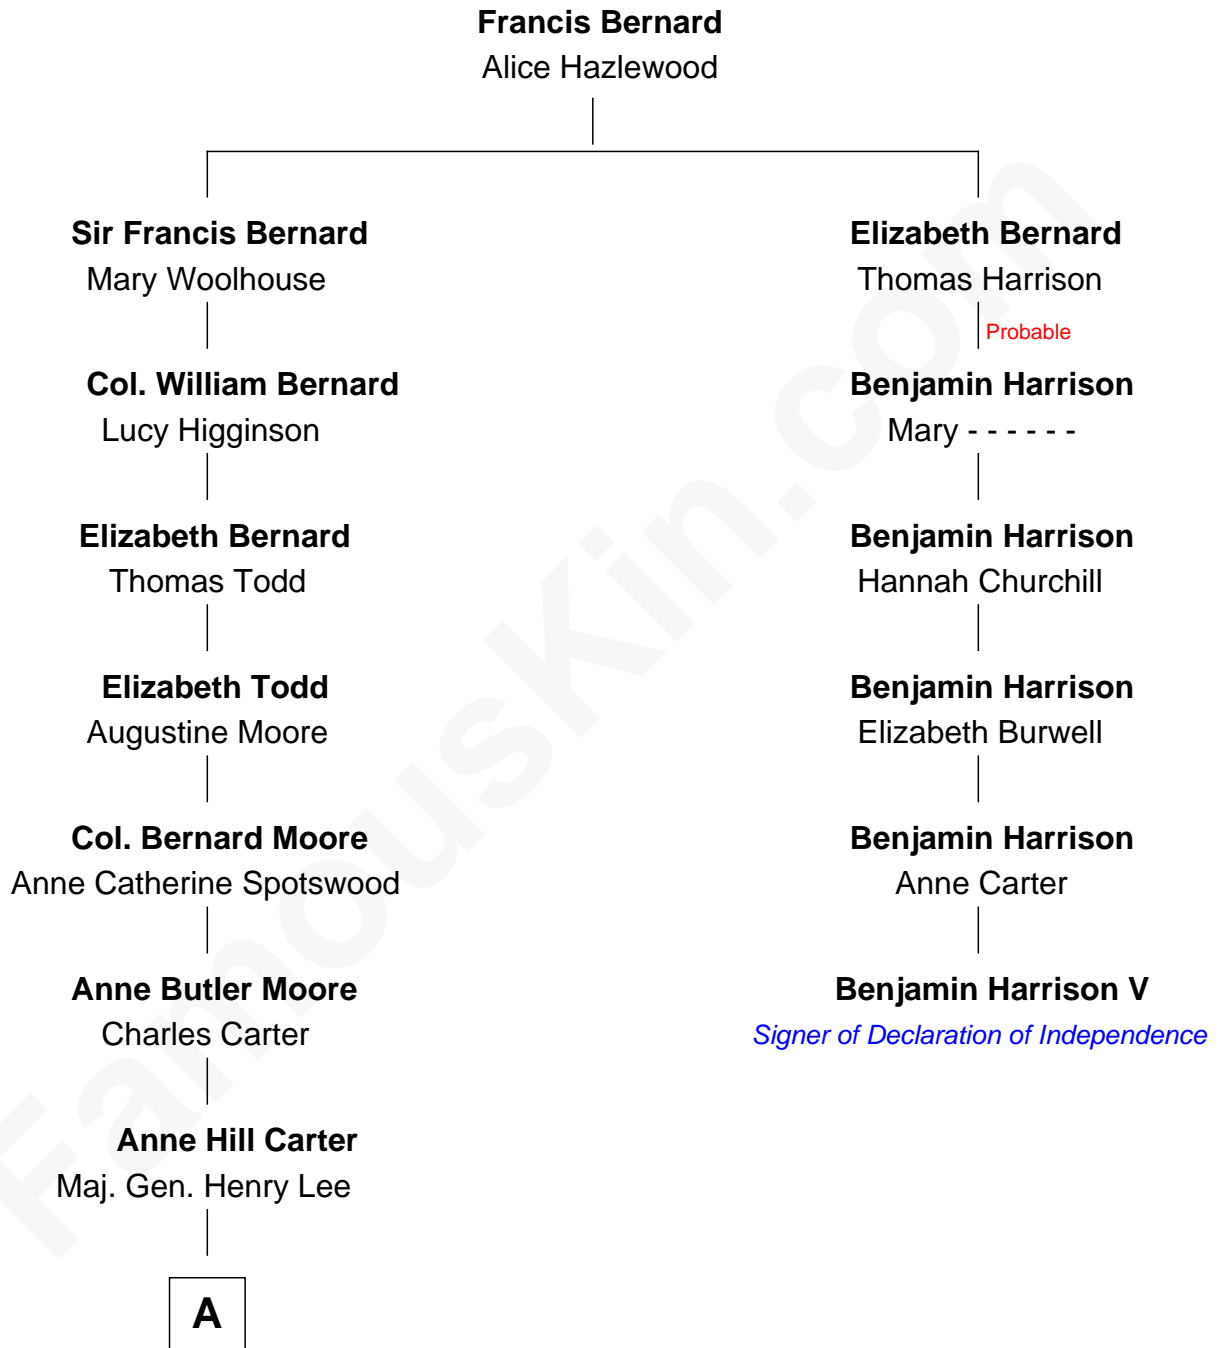 Francis Bernard
Alice Hazlewood
Sir Francis Bernard
Mary Woolhouse
Elizabeth Bernard
Thomas Harrison
Probable
Col. William Bernard
Lucy Higginson
Benjamin Harrison
Mary - - - - - -
Elizabeth Bernard
Thomas Todd
Benjamin Harrison
Hannah Churchill
Elizabeth Todd
Augustine Moore
Benjamin Harrison
Elizabeth Burwell
Col. Bernard Moore
Anne Catherine Spotswood
Benjamin Harrison
Anne Carter
Anne Butler Moore
Charles Carter
Benjamin Harrison V
Signer of Declaration of Independence
Anne Hill Carter
Maj. Gen. Henry Lee
A
FamousKin.com